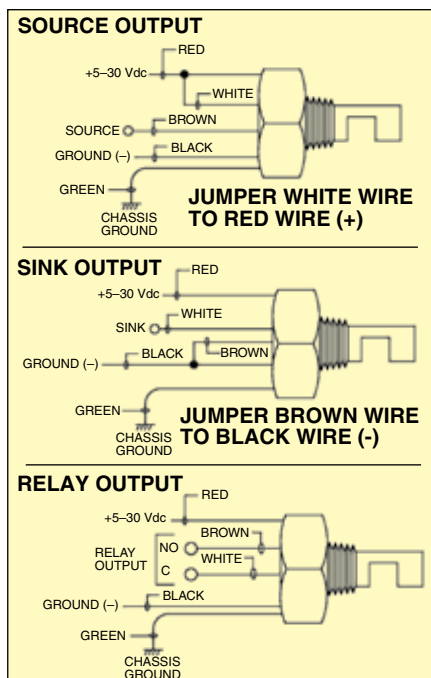 SOURCE OUTPUT
RED
+5–30 Vdc
WHITE
BROWN
SOURCE
BLACK
GROUND (–)
GREEN
JUMPER WHITE WIRE
TO RED WIRE (+)
CHASSIS
GROUND
SINK OUTPUT
RED
+5–30 Vdc
WHITE
SINK
BLACK
BROWN
GROUND (–)
GREEN
JUMPER BROWN WIRE
TO BLACK WIRE (-)
CHASSIS
GROUND
RELAY OUTPUT
RED
+5–30 Vdc
BROWN
NO
RELAY
OUTPUT
WHITE
C
BLACK
GROUND (–)
GREEN
CHASSIS
GROUND